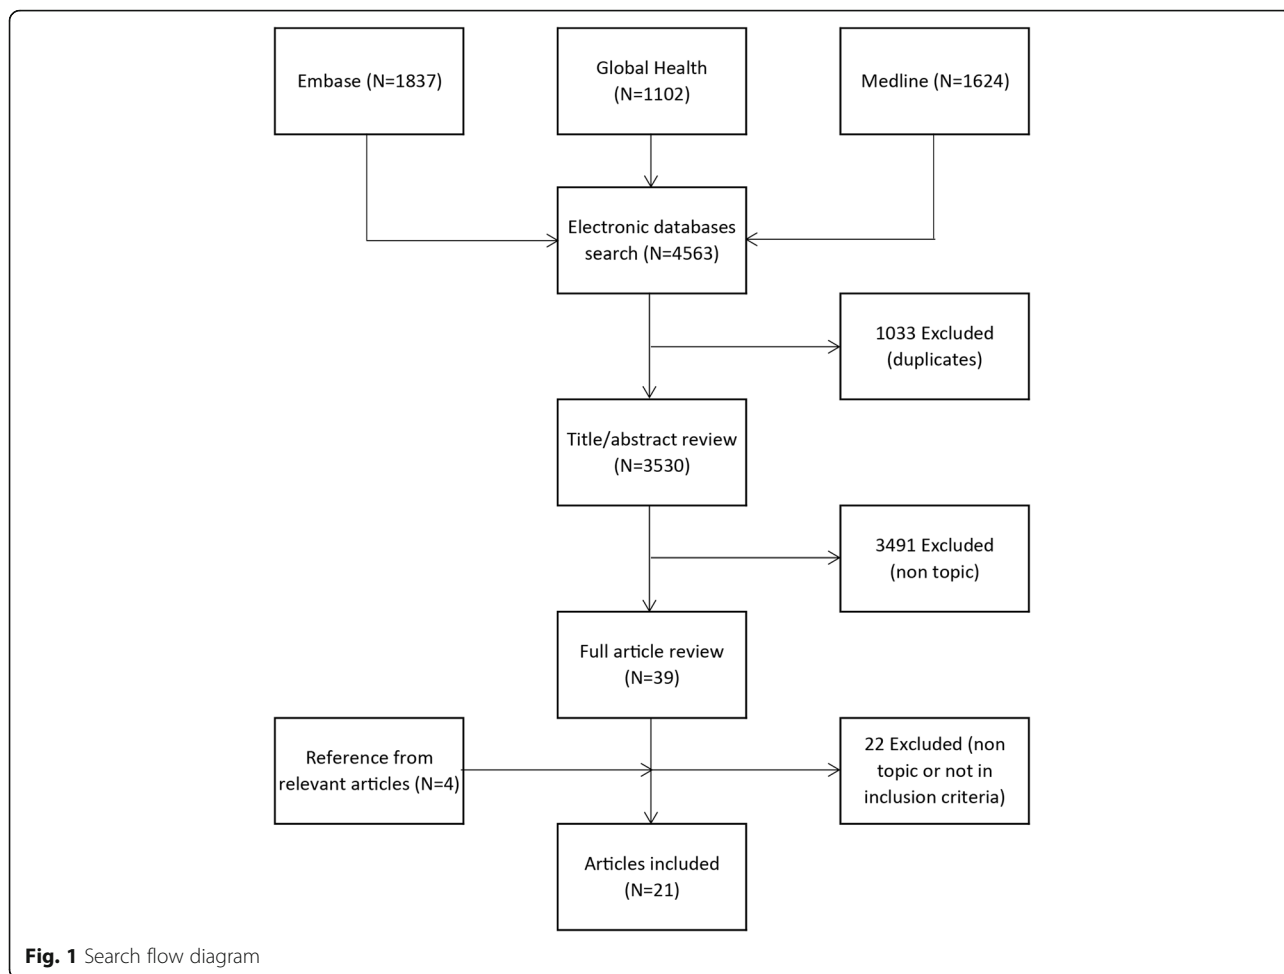 Embase (N=1837)
Global Health
(N=1102)
Medline (N=1624)
Electronic databases
search (N=4563)
1033 Excluded
(duplicates)
Title/abstract review
(N=3530)
3491 Excluded
(non topic)
Full article review
(N=39)
Reference from
relevant articles (N=4)
22 Excluded (non
topic or not in
inclusion criteria)
Articles included
(N=21)
Fig. 1 Search flow diagram